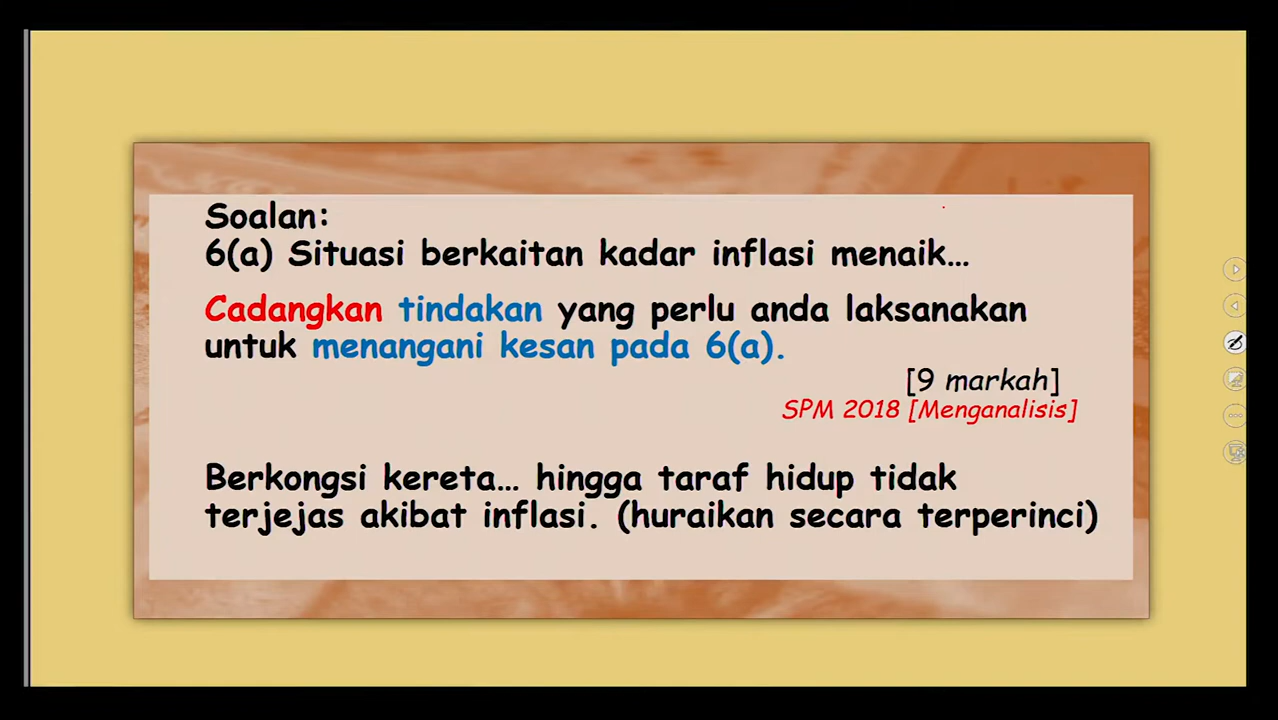 Soalan:
6(a) Situasi berkaitan kadar inflasi menaik...
Cadangkan tindakan yang perlu anda laksanakan
untuk menangani kesan pada 6(a).
[9 markah]
SPM 2018 [Menganalisis]
Berkongsi kereta... hingga taraf hidup tidak
terjejas akibat inflasi. (huraikan secara terperinci)